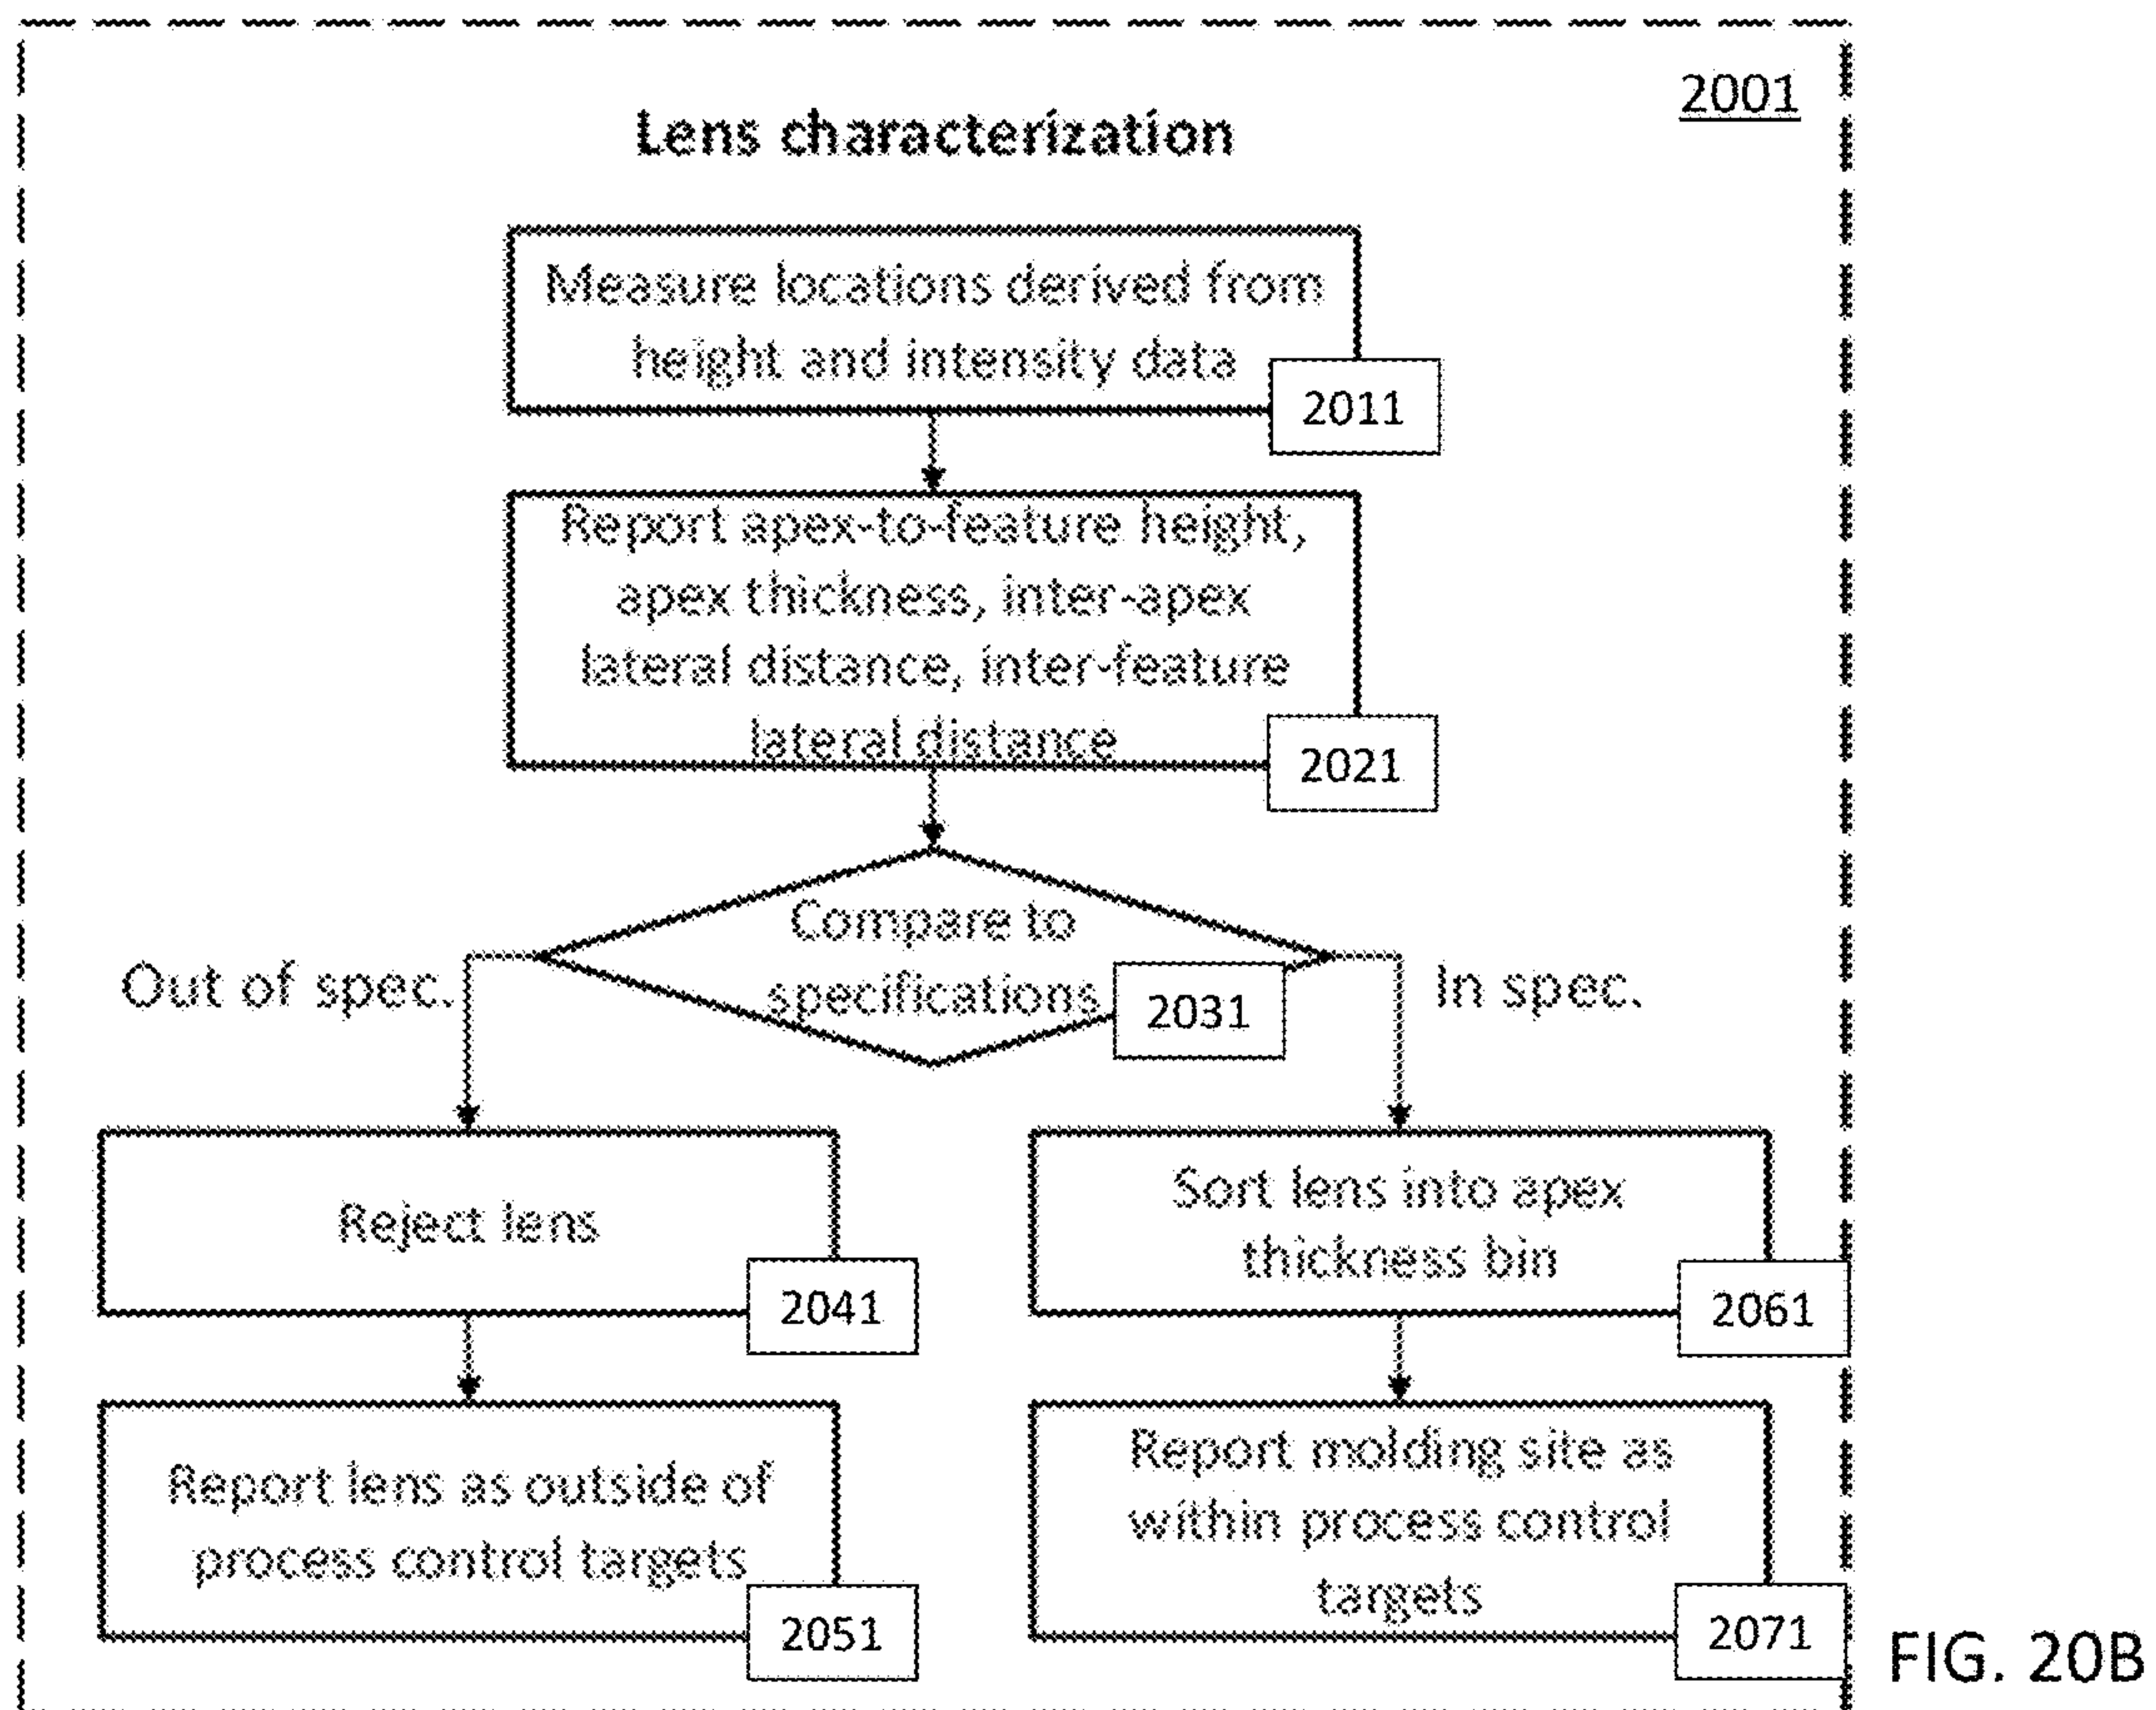 2001
Lens characterization
Measure locations derived from
height and intensity data
2011
Report apex-to-feature height,
apex thickness, inter-apex
lateral distance, inter-feature
lateral distance
2021
Compare to
specifications
2031
Out of spec.
In spec.
Reject lens
2041
Sort lens into apex
thickness bin
2061
Report lens as outside of
process control targets
2051
Report molding site as
within process control
targets
2071
FIG. 20B